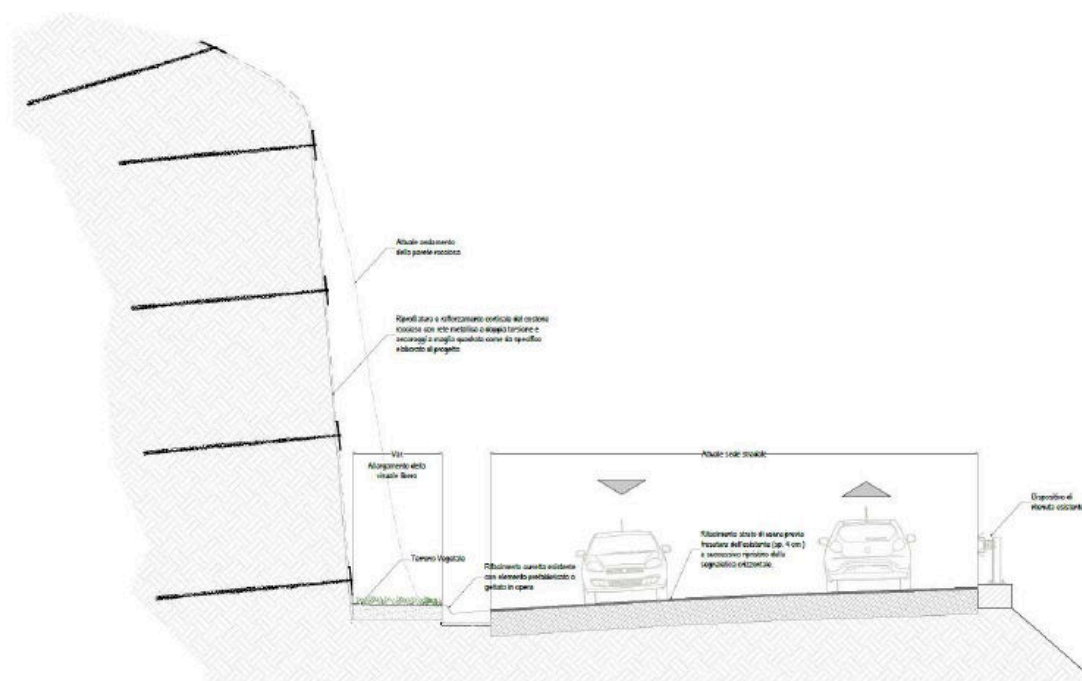 Attuale andamento
della parete rocciosa
Riprofilatura e rafforzamento corticale del costone
roccioso con rete metallica a doppia torsione e
ancoraggi a maglia quadrata come da specifico
elaborato di progetto
Var.
Allargamento della
visuale libera
Attuale sede stradale
Dispositivo di
ritenuta esistente
Rifacimento strato di usura previa
fresatura dell'esistente (sp. 4 cm)
e successivo ripristino della
segnaletica orizzontale.
Terreno Vegetale
Rifacimento cunetta esistente
con elemento prefabbricato o
gettato in opera